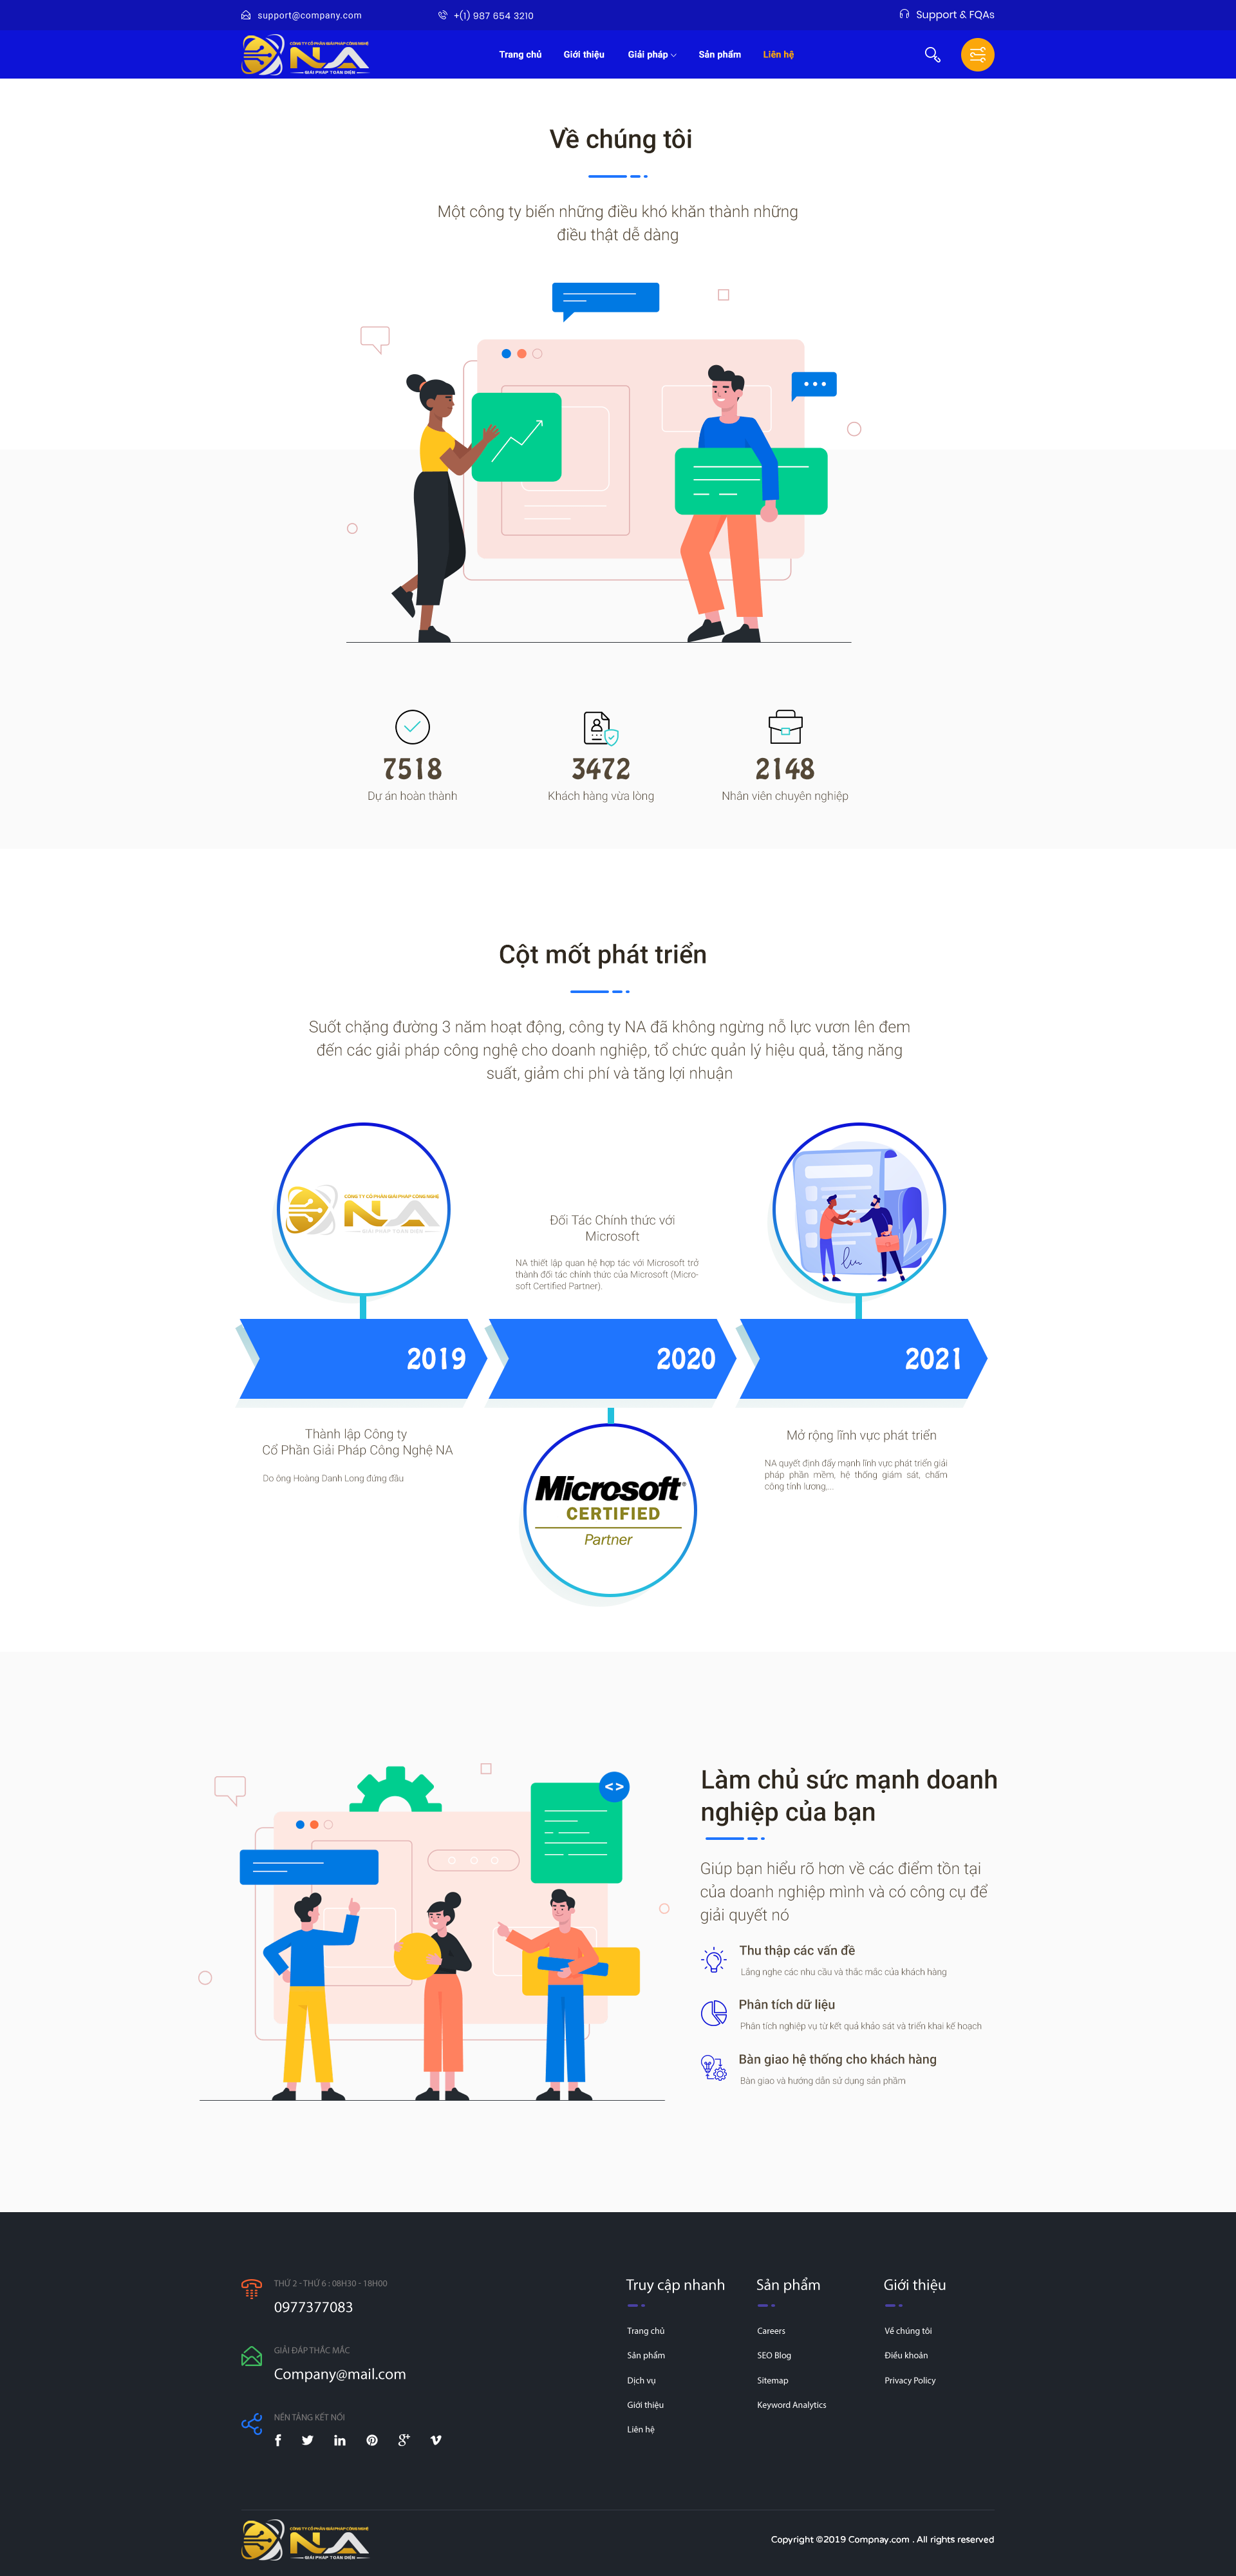 support@company.com
+(1) 987 654 3210
Support & FQAs
CÔNG TY CỔ PHẦN GIẢI PHÁP CÔNG NGHỆ
NA
GIẢI PHÁP TOÀN DIỆN
Trang chủ
Giới thiệu
Giải pháp
Sản phẩm
Liên hệ
Về chúng tôi
Một công ty biến những điều khó khăn thành những
điều thật dễ dàng
7518
Dự án hoàn thành
3472
Khách hàng vừa lòng
2148
Nhân viên chuyên nghiệp
Cột mốt phát triển
Suốt chặng đường 3 năm hoạt động, công ty NA đã không ngừng nỗ lực vươn lên đem
đến các giải pháp công nghệ cho doanh nghiệp, tổ chức quản lý hiệu quả, tăng năng
suất, giảm chi phí và tăng lợi nhuận
CÔNG TY CỔ PHẦN GIẢI PHÁP CÔNG NGHỆ
NA
GIẢI PHÁP TOÀN DIỆN
Đối Tác Chính thức với
Microsoft
NA thiết lập quan hệ hợp tác với Microsoft trở
thành đối tác chính thức của Microsoft (Micro-
soft Certified Partner).
2019
2020
2021
Thành lập Công ty
Cổ Phần Giải Pháp Công Nghệ NA
Do ông Hoàng Danh Long đứng đầu
Microsoft
CERTIFIED
Partner
Mở rộng lĩnh vực phát triển
NA quyết định đẩy mạnh lĩnh vực phát triển giải
pháp phần mềm, hệ thống giám sát, chấm
công tính lương,...
<>
Làm chủ sức mạnh doanh
nghiệp của bạn
Giúp bạn hiểu rõ hơn về các điểm tồn tại
của doanh nghiệp mình và có công cụ để
giải quyết nó
Thu thập các vấn đề
Lắng nghe các nhu cầu và thắc mắc của khách hàng
Phân tích dữ liệu
Phân tích nghiệp vụ từ kết quả khảo sát và triển khai kế hoạch
Bàn giao hệ thống cho khách hàng
Bàn giao và hướng dẫn sử dụng sản phầm
THỨ 2 - THỨ 6 : 08H30 - 18H00
0977377083
GIẢI ĐÁP THẮC MẮC
Company@mail.com
NỀN TẢNG KẾT NỐI
Truy cập nhanh
Trang chủ
Sản phẩm
Dịch vụ
Giới thiệu
Liên hệ
Sản phẩm
Careers
SEO Blog
Sitemap
Keyword Analytics
Giới thiệu
Về chúng tôi
Điều khoản
Privacy Policy
CÔNG TY CỔ PHẦN GIẢI PHÁP CÔNG NGHỆ
NA
GIẢI PHÁP TOÀN DIỆN
Copyright ©2019 Compnay.com . All rights reserved